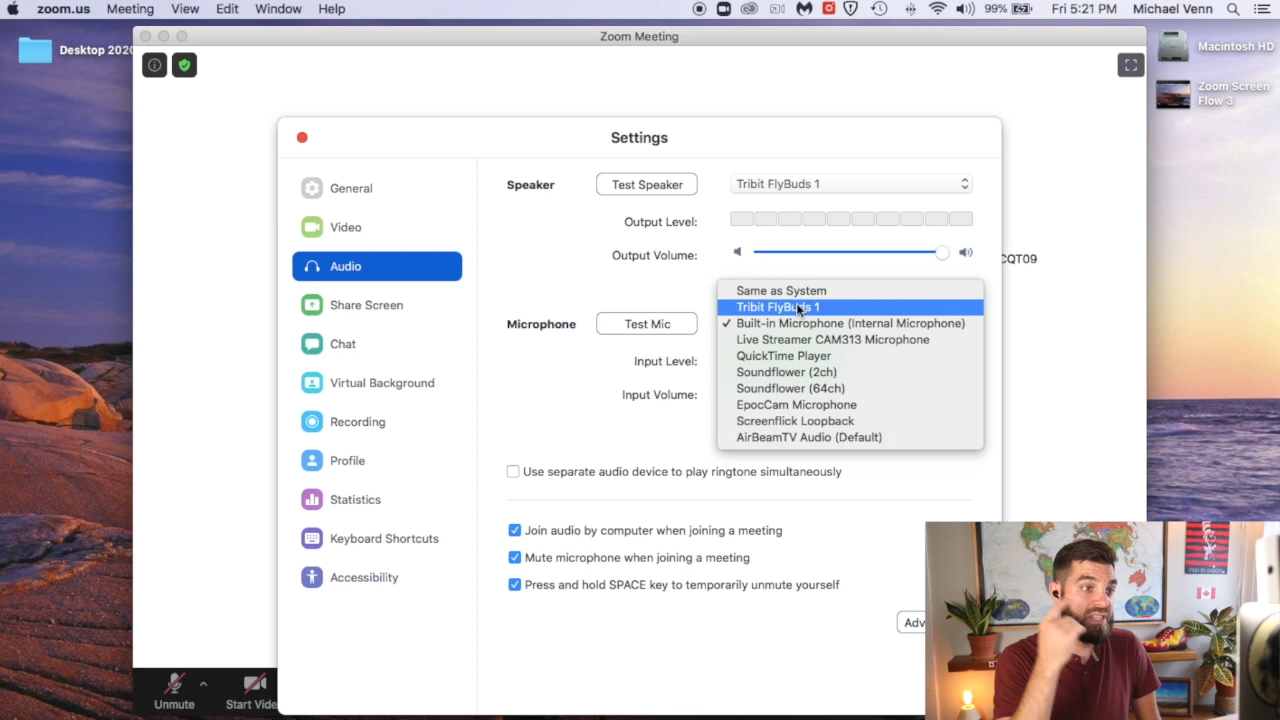 zoom.us Meeting View Edit Window Help 99% Fri 5:21 PM Michael Venn
Desktop 2020
Zoom Meeting
Macintosh HD
Zoom Screen
Flow 3
Settings
General
Video
Audio
Share Screen
Chat
Virtual Background
Recording
Profile
Statistics
Keyboard Shortcuts
Accessibility
Speaker Test Speaker Tribit FlyBuds 1
Output Level:
Output Volume:
CQT09
Microphone Test Mic
Input Level:
Input Volume:
Same as System
Tribit FlyBuds 1
✓ Built-in Microphone (Internal Microphone)
Live Streamer CAM313 Microphone
QuickTime Player
Soundflower (2ch)
Soundflower (64ch)
EpocCam Microphone
Screenflick Loopback
AirBeamTV Audio (Default)
Use separate audio device to play ringtone simultaneously
Join audio by computer when joining a meeting
Mute microphone when joining a meeting
Press and hold SPACE key to temporarily unmute yourself
Adv
Unmute Start Vide